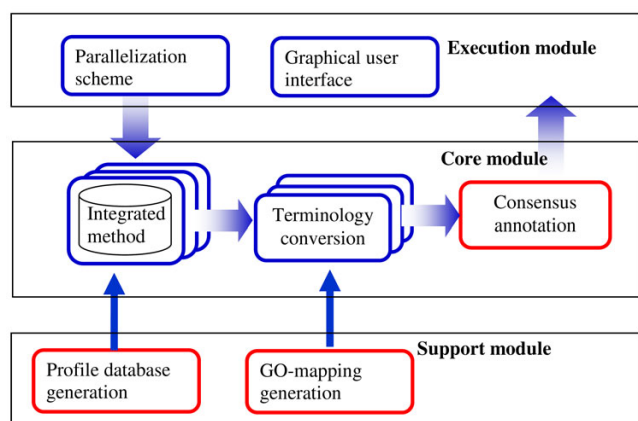 Execution module
Parallelization
scheme
Graphical user
interface
Core module
Integrated
method
Terminology
conversion
Consensus
annotation
Support module
Profile database
generation
GO-mapping
generation